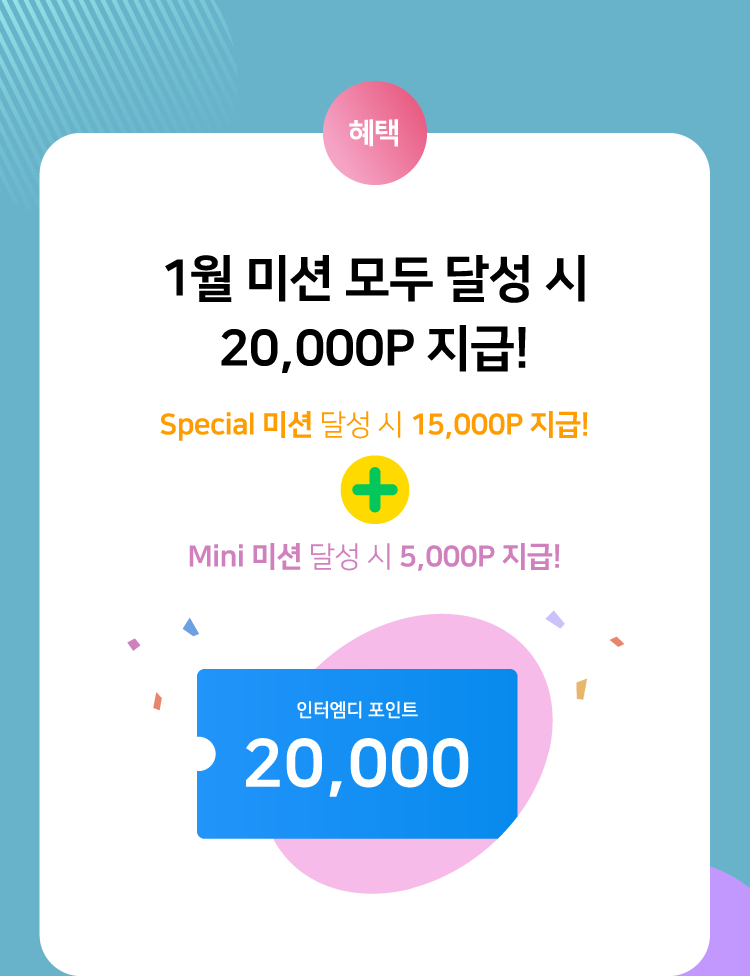 혜택
1월 미션 모두 달성 시
20,000P 지급!
Special 미션 달성 시 15,000P 지급!
Mini 미션 달성 시 5,000P 지급!
인터엠디 포인트
20,000